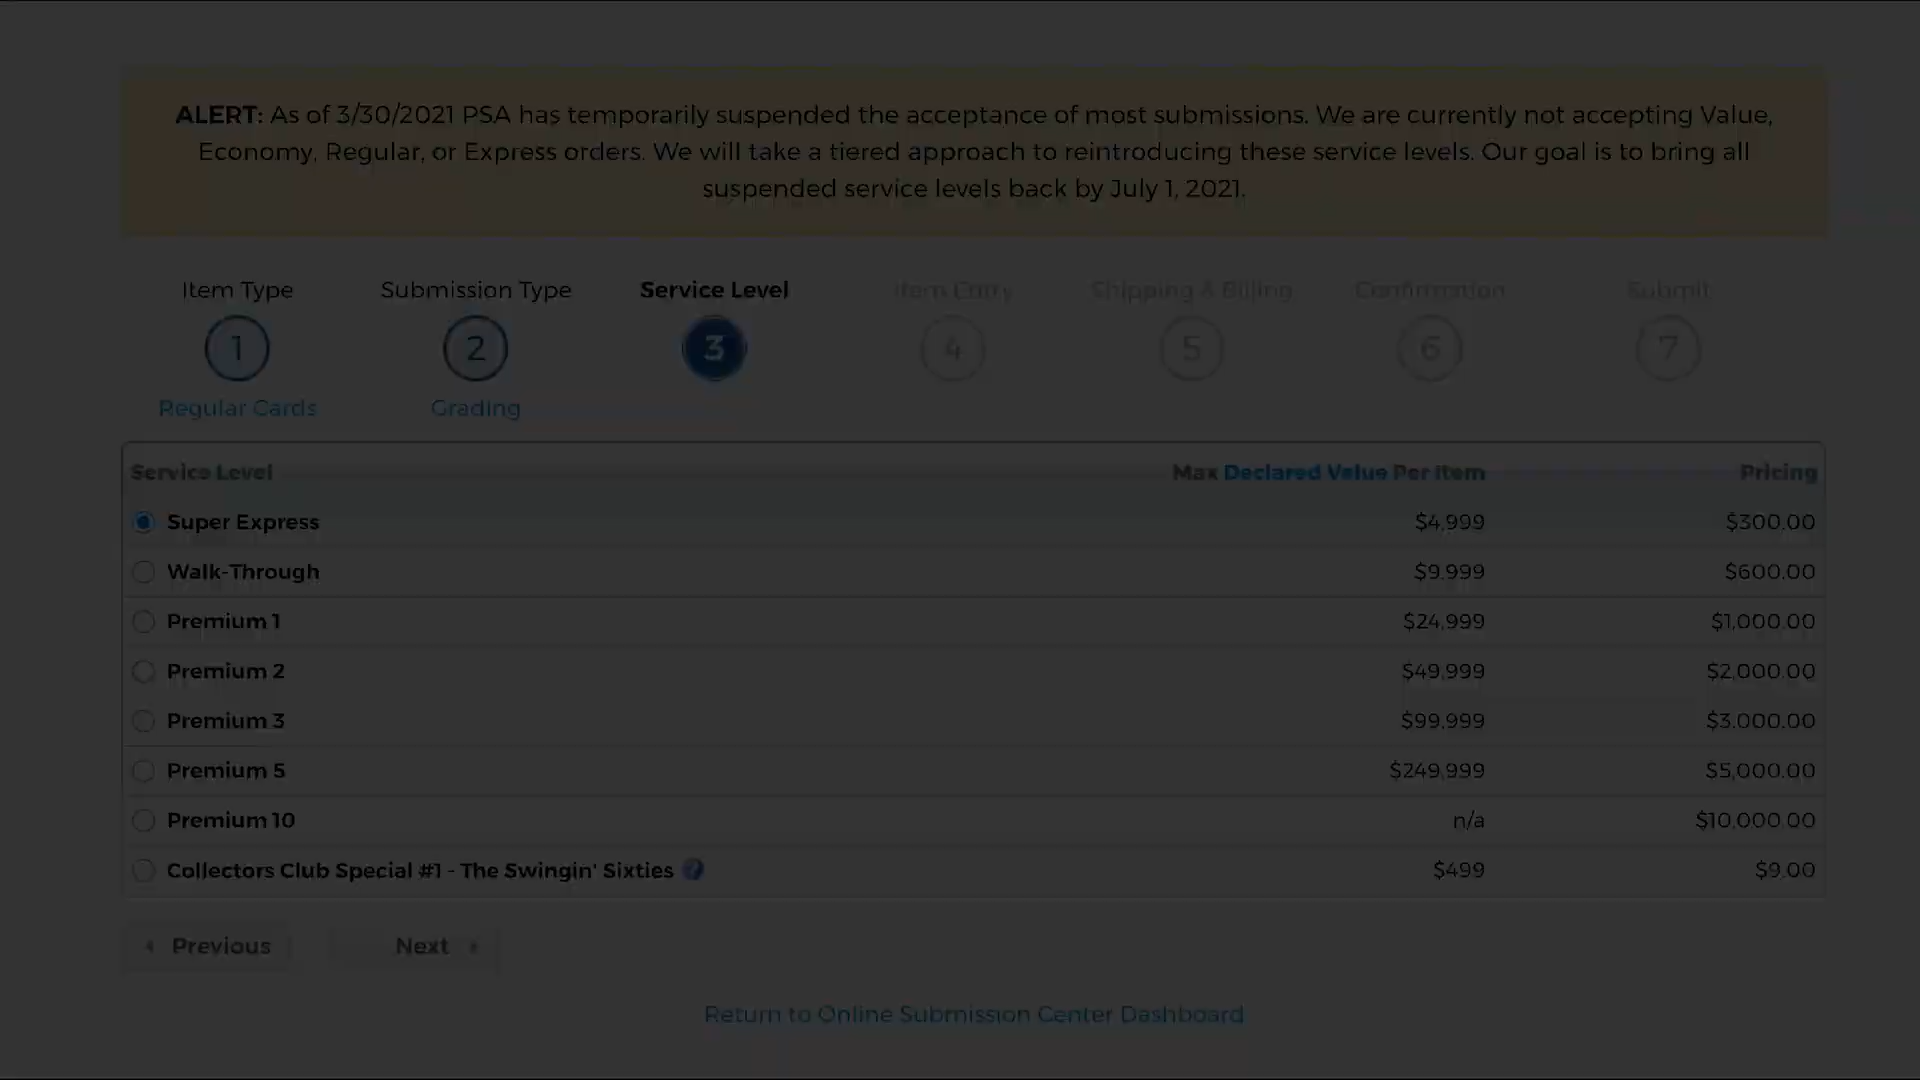 ALERT: As of 3/30/2021 PSA has temporarily suspended the acceptance of most submissions. We are currently not accepting Value,
Economy, Regular, or Express orders. We will take a tiered approach to reintroducing these service levels. Our goal is to bring all
suspended service levels back by July 1, 2021.
Item Type Submission Type Service Level Item Entry Shipping & Billing Confirmation Submit
1 2 3 4 5 6 7
Regular Cards Grading
Service Level Max Declared Value Per Item Pricing
Super Express $4,999 $300.00
Walk-Through $9,999 $600.00
Premium 1 $24,999 $1,000.00
Premium 2 $49,999 $2,000.00
Premium 3 $99,999 $3,000.00
Premium 5 $249,999 $5,000.00
Premium 10 n/a $10,000.00
Collectors Club Special #1 - The Swingin' Sixties ? $499 $9.00
Previous Next
Return to Online Submission Center Dashboard